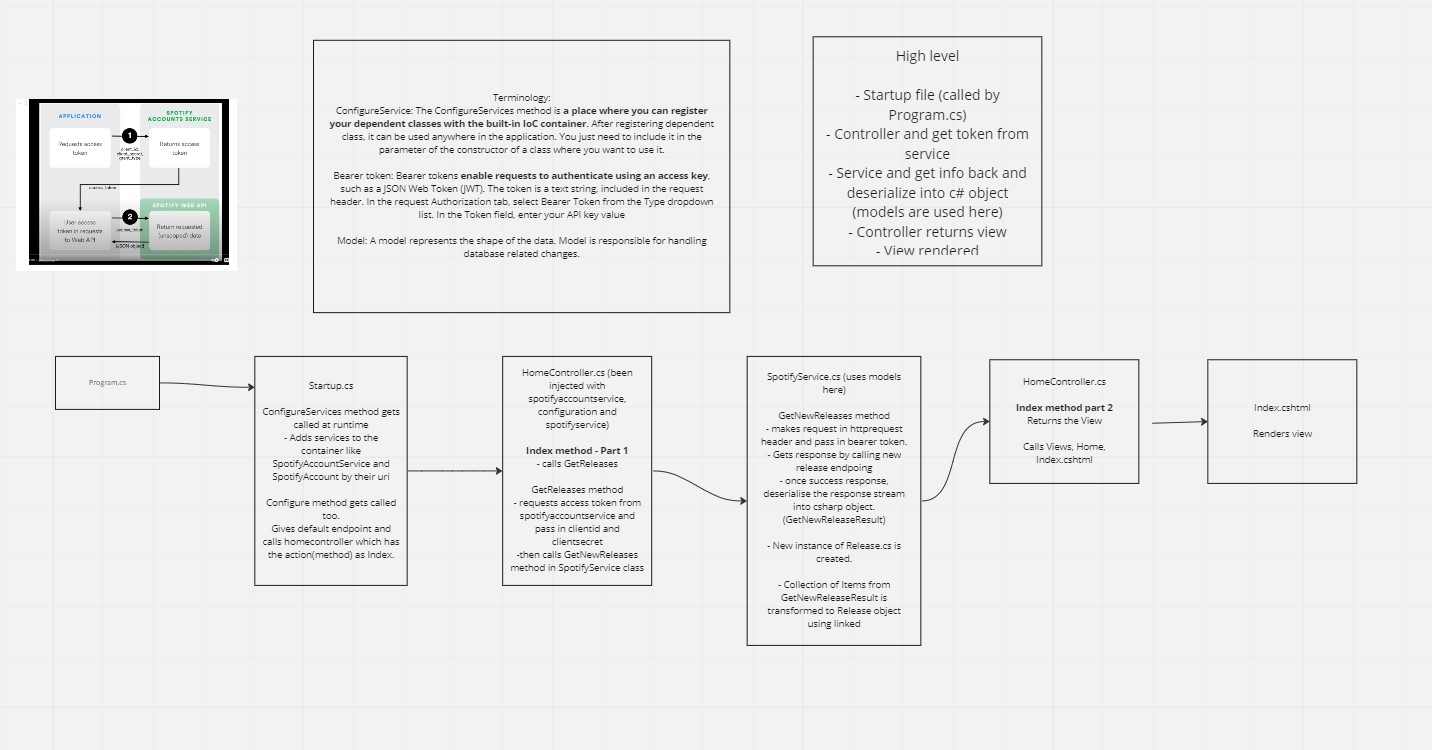 APPLICATION
SPOTIFY
ACCOUNTS SERVICE
Requests access
token
1
client_id,
client_secret,
grant_type
Returns access
token
access_token
SPOTIFY WEB API
User access
token in requests
to Web API
2
access_token
Return requested
(unscoped) data
JSON object
Terminology:
ConfigureService: The ConfigureServices method is a place where you can register
your dependent classes with the built-in IoC container. After registering dependent
class, it can be used anywhere in the application. You just need to include it in the
parameter of the constructor of a class where you want to use it.
Bearer token: Bearer tokens enable requests to authenticate using an access key,
such as a JSON Web Token (JWT). The token is a text string, included in the request
header. In the request Authorization tab, select Bearer Token from the Type dropdown
list. In the Token field, enter your API key value
Model: A model represents the shape of the data. Model is responsible for handling
database related changes.
High level
- Startup file (called by
Program.cs)
- Controller and get token from
service
- Service and get info back and
deserialize into c# object
(models are used here)
- Controller returns view
- View rendered
Program.cs
Startup.cs
ConfigureServices method gets
called at runtime
- Adds services to the
container like
SpotifyAccountService and
SpotifyAccount by their uri
Configure method gets called
too.
Gives default endpoint and
calls homecontroller which has
the action(method) as Index.
HomeController.cs (been
injected with
spotifyaccountservice,
configuration and
spotifyservice)
Index method - Part 1
- calls GetReleases
GetReleases method
- requests access token from
spotifyaccountservice and
pass in clientid and
clientsecret
-then calls GetNewReleases
method in SpotifyService class
SpotifyService.cs (uses models
here)
GetNewReleases method
- makes request in httprequest
header and pass in bearer token.
- Gets response by calling new
release endpoing
- once success response,
deserialise the response stream
into csharp object.
(GetNewReleaseResult)
- New instance of Release.cs is
created.
- Collection of Items from
GetNewReleaseResult is
transformed to Release object
using linked
HomeController.cs
Index method part 2
Returns the View
Calls Views, Home,
Index.cshtml
Index.cshtml
Renders view